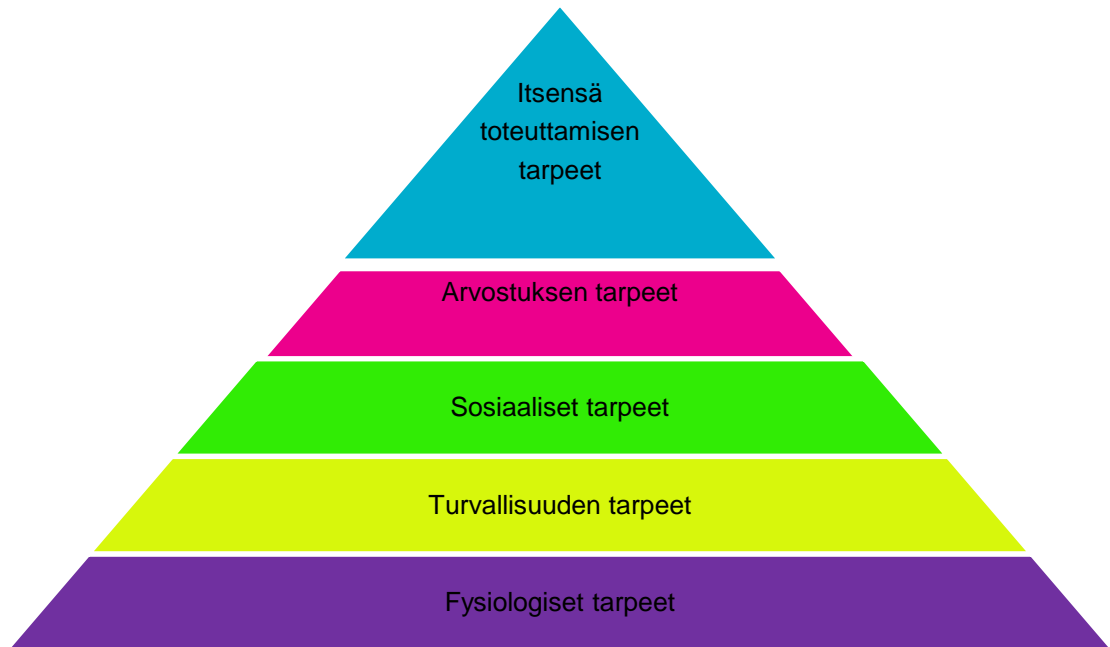 Itsensä
toteuttamisen
tarpeet
Arvostuksen tarpeet
Sosiaaliset tarpeet
Turvallisuuden tarpeet
Fysiologiset tarpeet